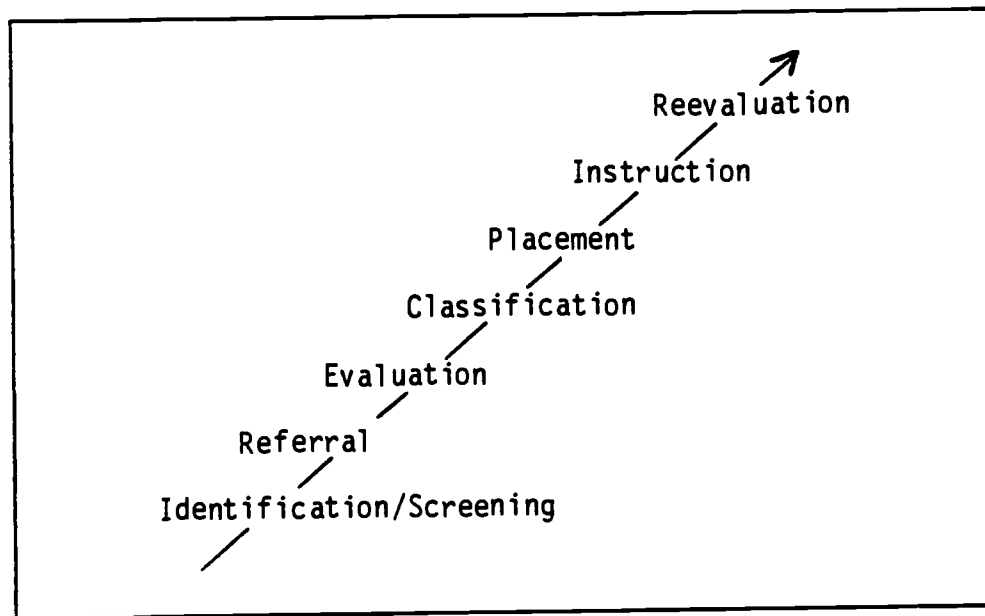 Reevaluation
Instruction
Placement
Classification
Evaluation
Referral
Identification/Screening